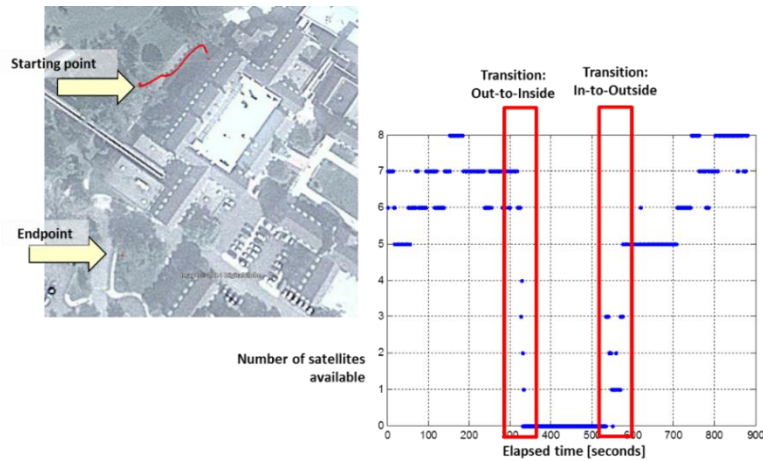 Starting point
Endpoint
Transition:
Out-to-Inside
Transition:
In-to-Outside
Number of satellites
available
8
7
6
5
4
3
2
1
0
0 100 200 300 400 500 600 700 800 900
Elapsed time [seconds]